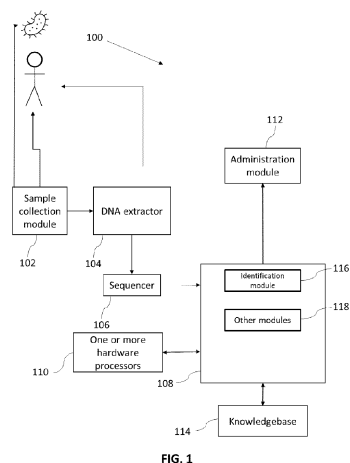 100
112
Administration
module
Sample
collection
module
102
DNA extractor
104
Sequencer
106
Identification
module
116
Other modules
118
One or more
hardware
processors
110
108
Knowledgebase
114
FIG. 1